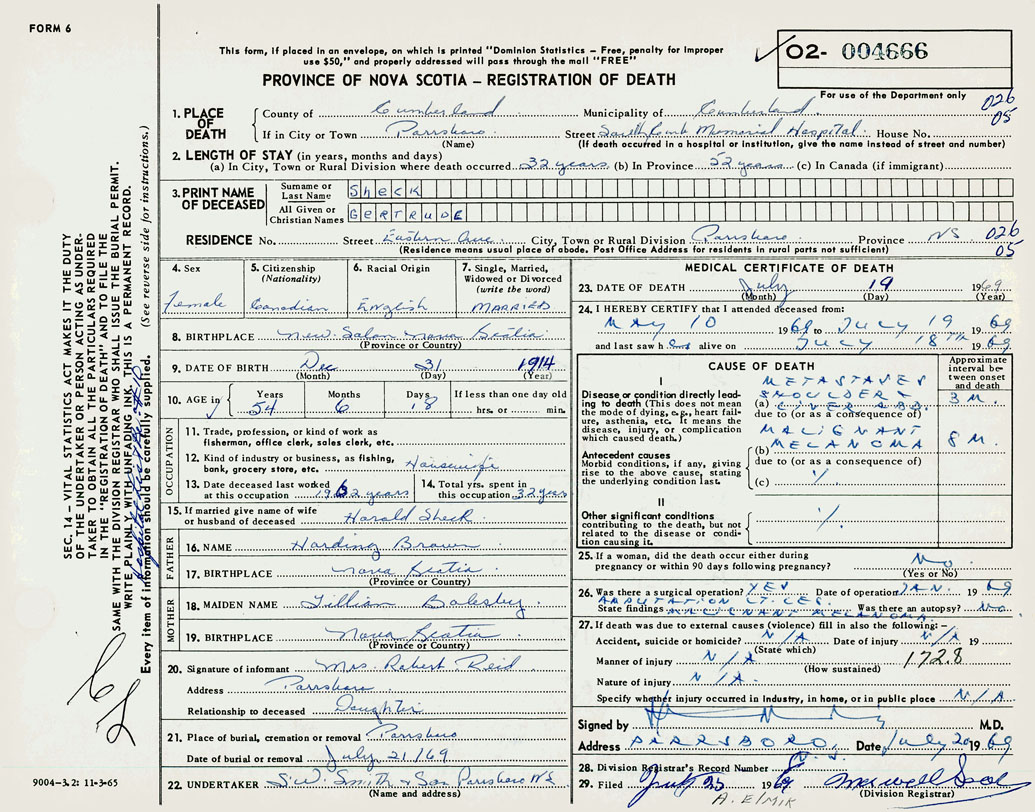 FORM 6
This form, if placed in an envelope, on which is printed "Dominion Statistics – Free, penalty for improper
use $50," and properly addressed will pass through the mail "FREE"
02- 004666
PROVINCE OF NOVA SCOTIA – REGISTRATION OF DEATH
For use of the Department only
026
05
1. PLACE OF DEATH
County of Cumberland Municipality of Cumberland
If in City or Town Parrsboro Street South Cumb Memorial Hospital House No.
(Name) (If death occurred in a hospital or institution, give the name instead of street and number)
2. LENGTH OF STAY (in years, months and days)
(a) In City, Town or Rural Division where death occurred 32 years (b) In Province 52 years (c) In Canada (if immigrant)
3. PRINT NAME OF DECEASED
Surname or Last Name Sheck
All Given or Christian Names GERTRUDE
RESIDENCE No. Street Eastern Ave City, Town or Rural Division Parrsboro Province NS
026
05
(Residence means usual place of abode. Post Office Address for residents in rural parts not sufficient)
4. Sex Female
5. Citizenship (Nationality) Canadian
6. Racial Origin English
7. Single, Married, Widowed or Divorced (write the word) MARRIED
8. BIRTHPLACE New Salem Nova Scotia
(Province or Country)
9. DATE OF BIRTH Dec 31 1914
(Month) (Day) (Year)
10. AGE in Years Months Days If less than one day old
54 6 18 hrs. or min.
OCCUPATION
11. Trade, profession, or kind of work as
fisherman, office clerk, sales clerk, etc.
12. Kind of industry or business, as fishing,
bank, grocery store, etc. Housewife
13. Date deceased last worked
at this occupation
14. Total yrs. spent in
this occupation 32 years
15. If married give name of wife
or husband of deceased Harald Sheck
FATHER
16. NAME Harding Brown
17. BIRTHPLACE Nova Scotia
(Province or Country)
MOTHER
18. MAIDEN NAME Lillian
19. BIRTHPLACE Nova Scotia
(Province or Country)
20. Signature of informant Mrs. Robert Reid
Address Parrsboro
Relationship to deceased Daughter
21. Place of burial, cremation or removal Parrsboro
Date of burial or removal July 21/69
22. UNDERTAKER S.W. Smith & Son Parrsboro N.S.
(Name and address)
MEDICAL CERTIFICATE OF DEATH
23. DATE OF DEATH July 19 1969
(Month) (Day) (Year)
24. I HEREBY CERTIFY that I attended deceased from:
MAY 10 1969 to JULY 19 1969
and last saw her alive on JULY 18TH 1969
CAUSE OF DEATH
Approximate interval between onset and death
I
Disease or condition directly leading to death (This does not mean the mode of dying, e.g., heart failure, asthenia, etc. It means the disease, injury, or complication which caused death.)
METASTASES
SHOULDER +
(a) LIVER ABD. 3 M.
due to (or as a consequence of)
MALIGNANT
(b) MELANOMA 8 M.
due to (or as a consequence of)
(c)
Antecedent causes
Morbid conditions, if any, giving
rise to the above cause, stating
the underlying condition last.
II
Other significant conditions
contributing to the death, but not
related to the disease or condition causing it.
25. If a woman, did the death occur either during
pregnancy or within 90 days following pregnancy? No
(Yes or No)
26. Was there a surgical operation? YES Date of operation JAN. 1969
AMPUTATION LT.
State findings MALIGNANT MELANOMA Was there an autopsy? No
27. If death was due to external causes (violence) fill in also the following: –
Accident, suicide or homicide? N/A Date of injury N/A 19
(State which)
Manner of injury N/A 172.8
(How sustained)
Nature of injury N/A
Specify whether injury occurred in industry, in home, or in public place N/A
Signed by M.D.
Address PARRSBORO, N.S. Date July 20 1969
28. Division Registrar's Record Number
29. Filed July 25 1969
(Division Registrar)
SEC. 14 – VITAL STATISTICS ACT MAKES IT THE DUTY
OF THE UNDERTAKER OR PERSON ACTING AS UNDER-
TAKER TO OBTAIN ALL THE PARTICULARS REQUIRED
IN THE "REGISTRATION OF DEATH" AND TO FILE THE
SAME WITH THE DIVISION REGISTRAR WHO SHALL ISSUE THE BURIAL PERMIT.
WRITE PLAINLY WITH UNFADING INK. THIS IS A PERMANENT RECORD.
Every item of information should be carefully supplied. (See reverse side for instructions.)
9004-3.2: 11-3-65